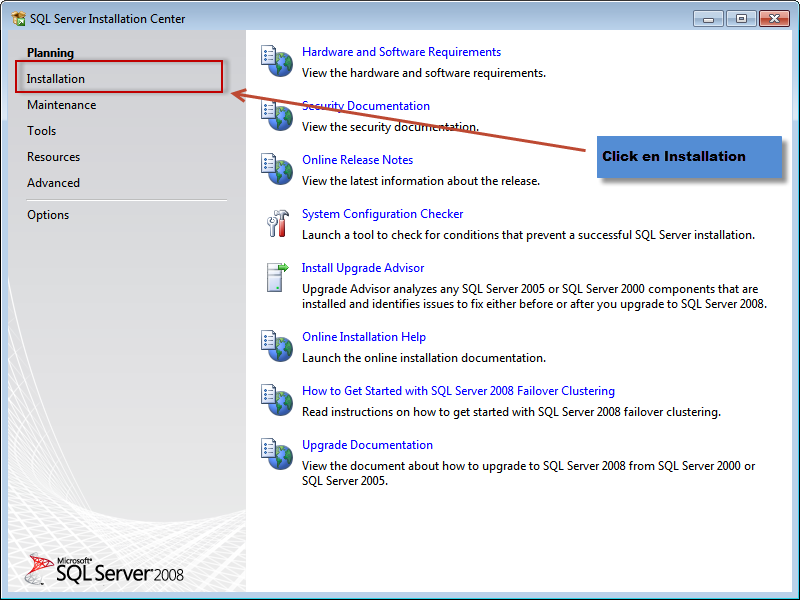 SQL Server Installation Center
Planning
Installation
Maintenance
Tools
Resources
Advanced
Options
Hardware and Software Requirements
View the hardware and software requirements.
Security Documentation
View the security documentation.
Online Release Notes
View the latest information about the release.
System Configuration Checker
Launch a tool to check for conditions that prevent a successful SQL Server installation.
Install Upgrade Advisor
Upgrade Advisor analyzes any SQL Server 2005 or SQL Server 2000 components that are
installed and identifies issues to fix either before or after you upgrade to SQL Server 2008.
Online Installation Help
Launch the online installation documentation.
How to Get Started with SQL Server 2008 Failover Clustering
Read instructions on how to get started with SQL Server 2008 failover clustering.
Upgrade Documentation
View the document about how to upgrade to SQL Server 2008 from SQL Server 2000 or
SQL Server 2005.
Click en Installation
Microsoft®
SQL Server 2008